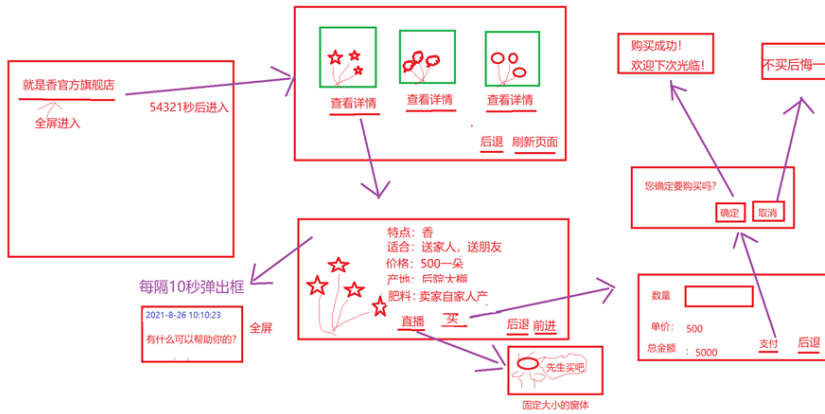 就是香官方旗舰店
54321秒后进入
全屏进入
查看详情
查看详情
查看详情
后退
刷新页面
购买成功！
欢迎下次光临！
不买后悔一
您确定要购买吗？
确定
取消
特点：香
适合：送家人，送朋友
价格：500一朵
产地：后院大棚
肥料：卖家自家人产
直播
买
后退
前进
每隔10秒弹出框
2021-8-26 10:10:23
有什么可以帮助你的？
全屏
先生买吧
固定大小的窗体
数量
单价： 500
总金额 ：5000
支付
后退